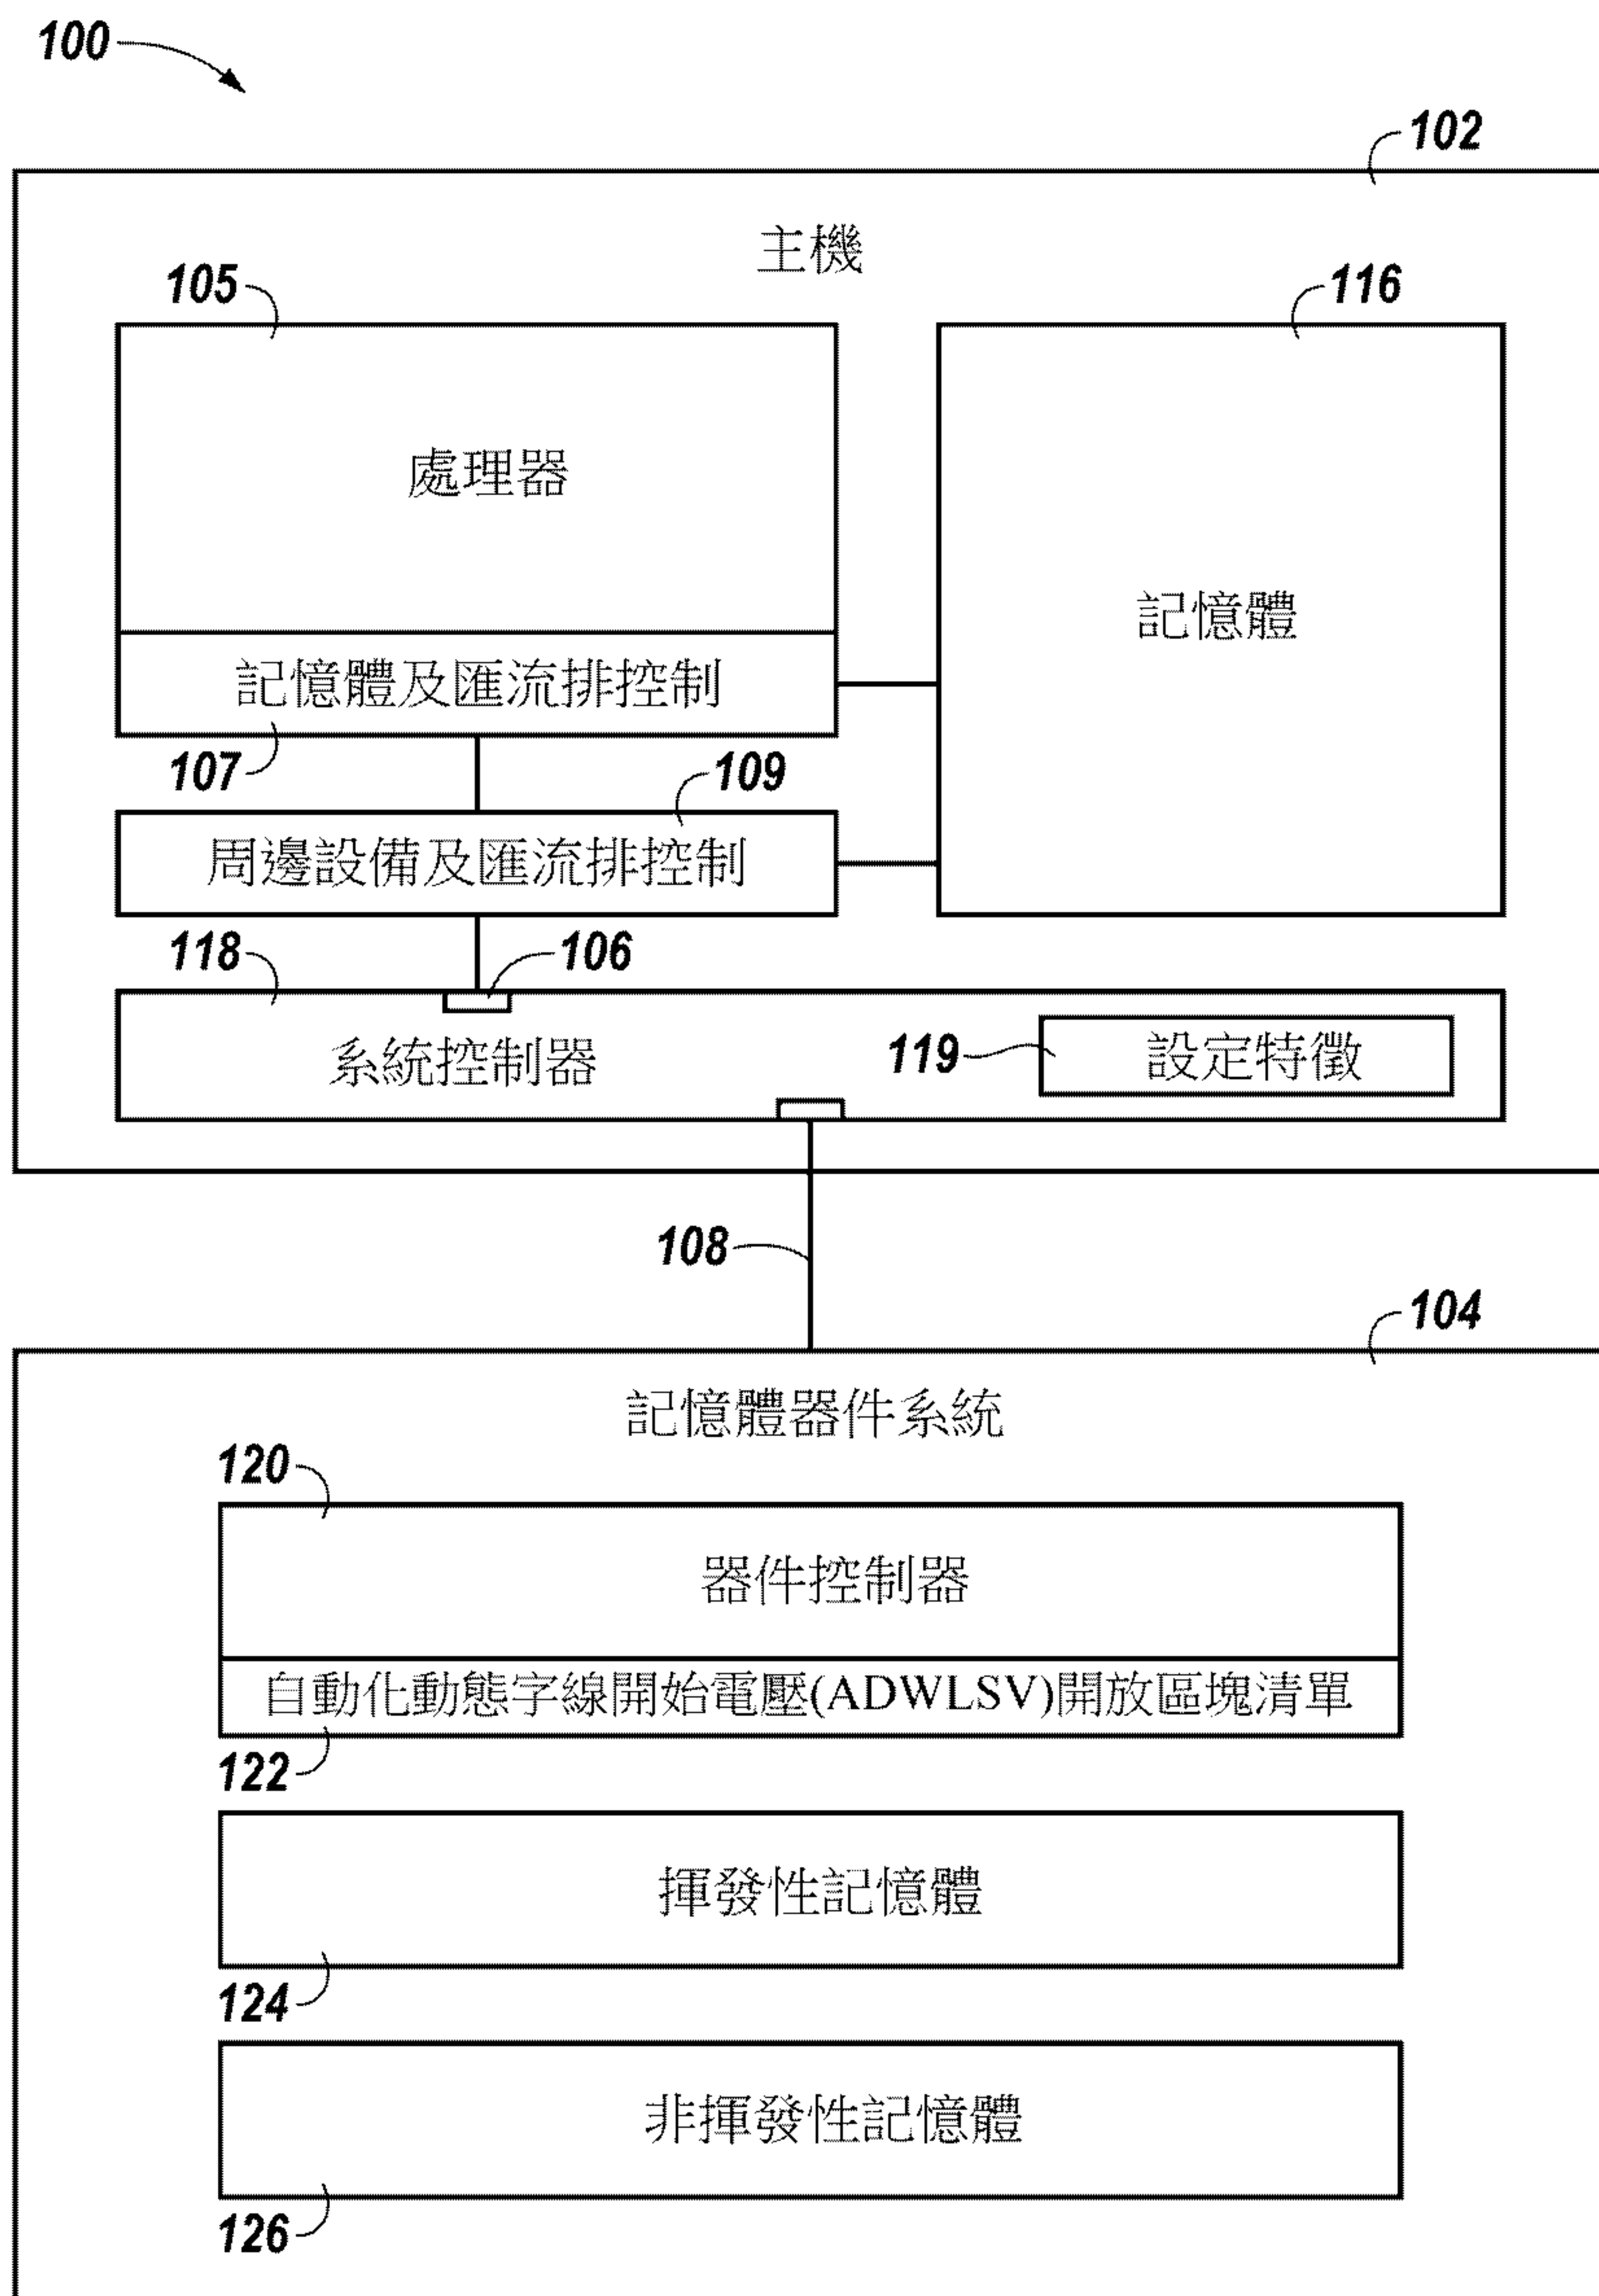 100
102
主機
105
116
處理器
記憶體
記憶體及匯流排控制
107
109
周邊設備及匯流排控制
118
106
系統控制器
119
設定特徵
108
104
記憶體器件系統
120
器件控制器
自動化動態字線開始電壓(ADWLSV)開放區塊清單
122
揮發性記憶體
124
非揮發性記憶體
126